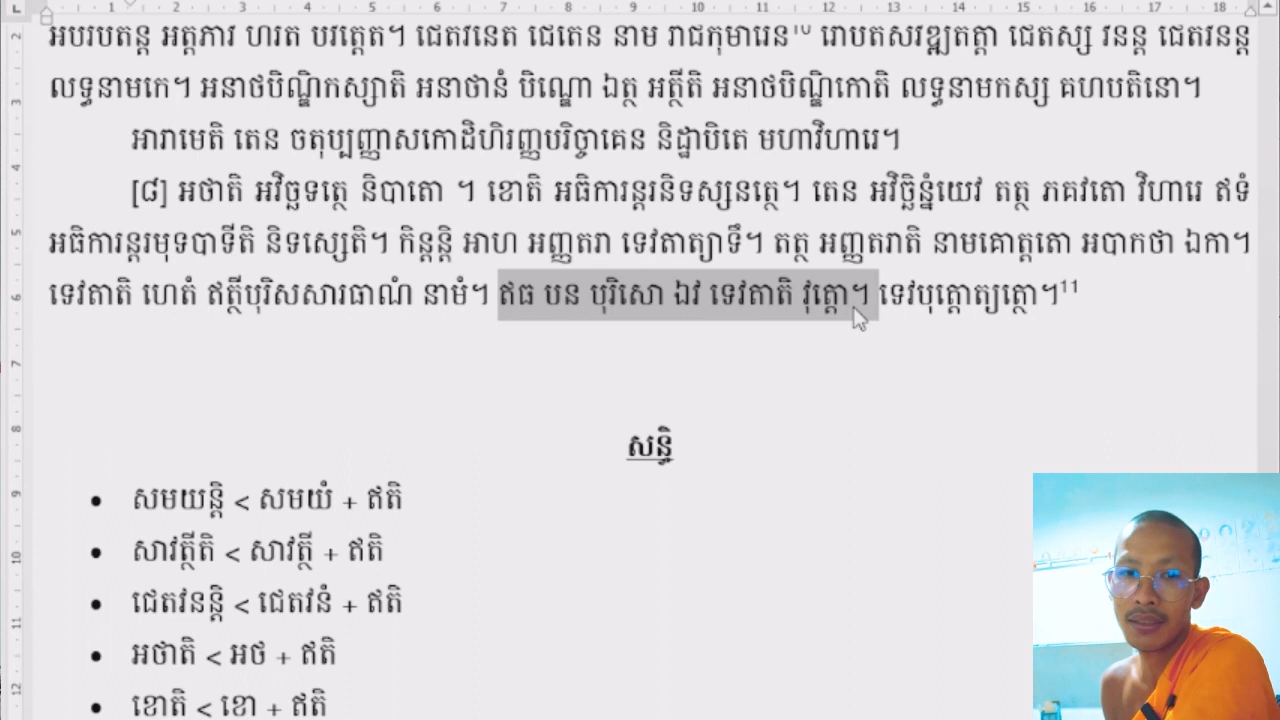 អបរបតន្ត អត្តភាវ ហរត បវត្តេត។ ជេតវនេត ជេតេន នាម រាជកុមារេន¹⁰ រោបតសវឌ្ឍតត្តា ជេតស្ស វនន្ត ជេតវនន្ត
លទ្ធនាមកេ។ អនាថបិណ្ឌិកស្សាតិ អនាថានំ បិណ្ឌោ ឯត្ថ អត្ថីតិ អនាថបិណ្ឌិកោតិ លទ្ធនាមកស្ស គហបតិនោ។
អារាមេតិ តេន ចតុប្បញ្ញាសកោដិហិរញ្ញបរិច្ចាគេន និដ្ឋាបិតេ មហាវិហារេ។
[៨] អថាតិ អវិច្ឆទត្ថេ និបាតោ ។ ខោតិ អធិការន្តរនិទស្សនត្ថេ។ តេន អវិច្ឆិន្នំយេវ តត្ថ ភគវតោ វិហារេ ឥទំ
អធិការន្តរមុទបាទីតិ និទស្សេតិ។ កិន្តន្តិ អាហ អញ្ញតរា ទេវតាត្យាទឹ។ តត្ថ អញ្ញតរាតិ នាមគោត្តតោ អបាកថា ឯកា។
ទេវតាតិ ហេតំ ឥត្ថីបុរិសសារធាណំ នាមំ។ ឥធ បន បុរិសោ ឯវ ទេវតាតិ វុត្តោ។ ទេវបុត្តោត្យត្ថោ។¹¹
សន្ធិ
• សមយន្តិ < សមយំ + ឥតិ
• សាវត្ថីតិ < សាវត្ថី + ឥតិ
• ជេតវនន្តិ < ជេតវនំ + ឥតិ
• អថាតិ < អថ + ឥតិ
• ខោតិ < ខោ + ឥតិ